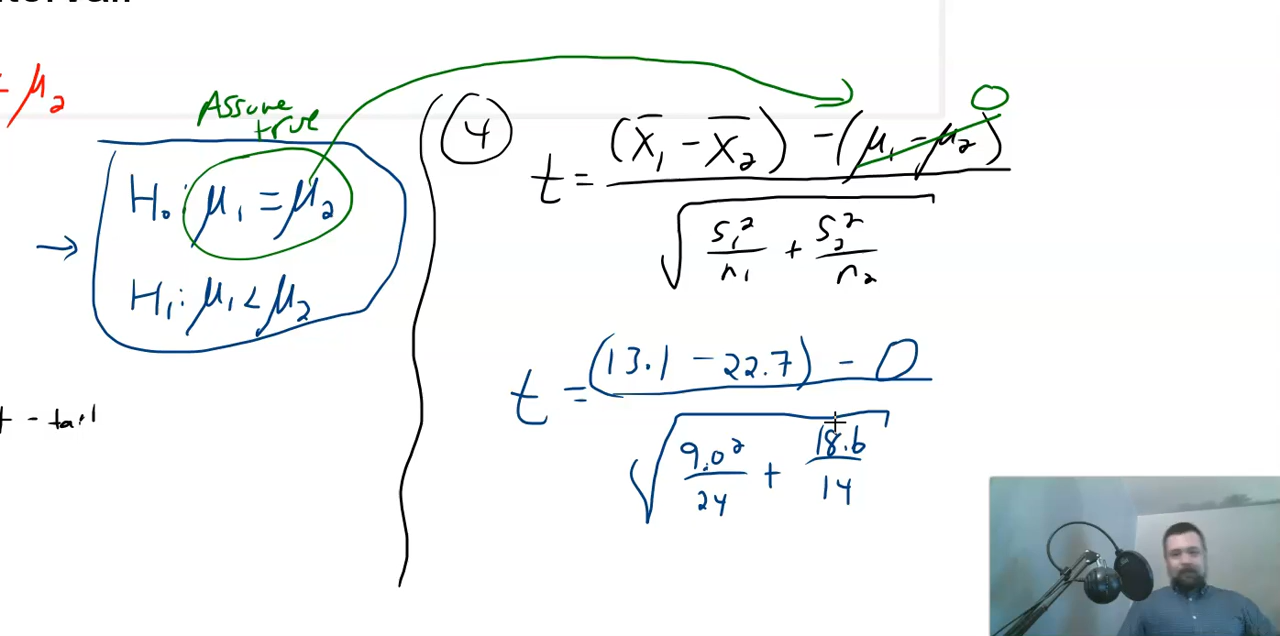 μ₂
Assume
true
H₀: μ₁ = μ₂
H₁: μ₁ < μ₂
- tail
④
t = ((x̄₁ - x̄₂) - (μ₁ - μ₂)) / √(s₁²/n₁ + s₂²/n₂)
0
t = ((13.1 - 22.7) - 0) / √(9.0²/24 + 18.6/14)